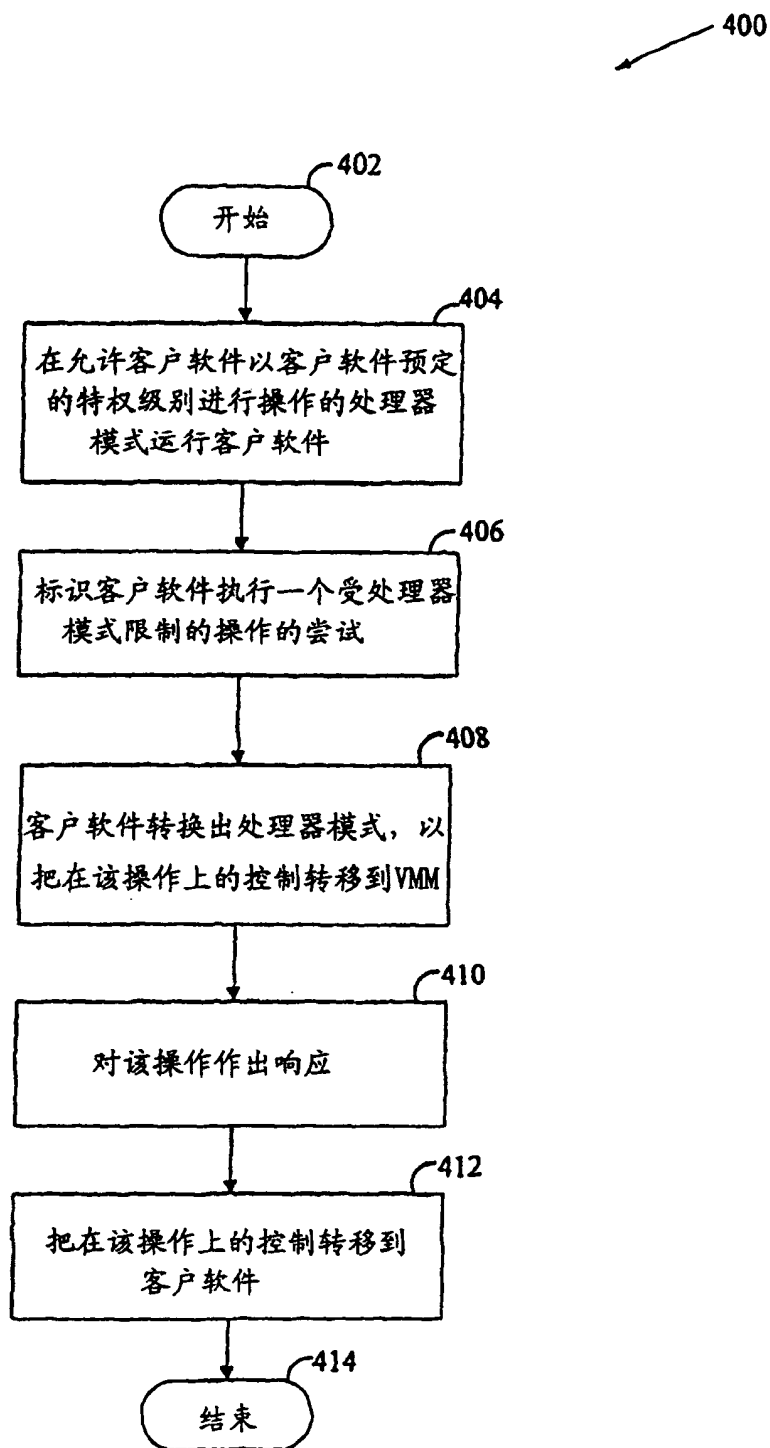 400
402
开始
404
在允许客户软件以客户软件预定
的特权级别进行操作的处理器
模式运行客户软件
406
标识客户软件执行一个受处理器
模式限制的操作的尝试
408
客户软件转换出处理器模式，以
把在该操作上的控制转移到VMM
410
对该操作作出响应
412
把在该操作上的控制转移到
客户软件
414
结束